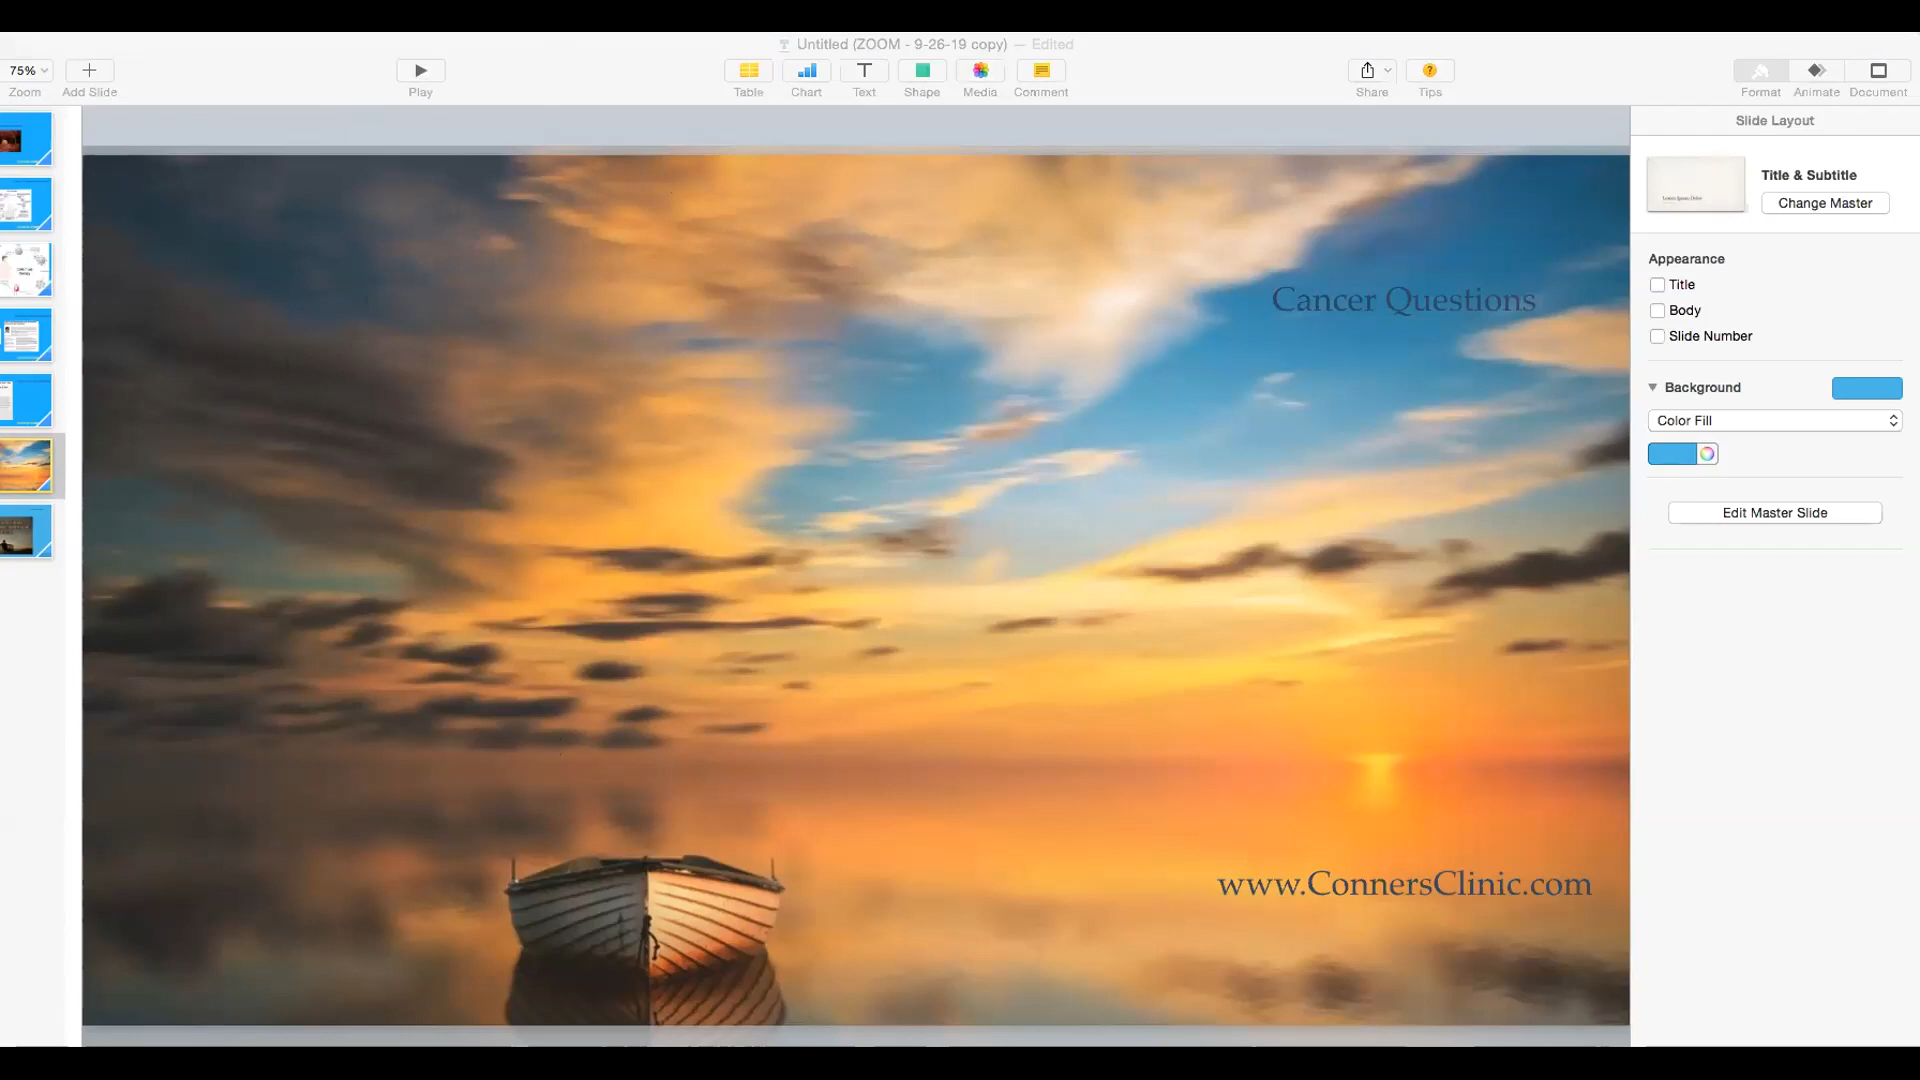 Untitled (ZOOM - 9-26-19 copy) — Edited
75%
Zoom
Add Slide
Play
Table
Chart
Text
Shape
Media
Comment
Share
Tips
Format
Animate
Document
Slide Layout
Title & Subtitle
Change Master
Appearance
Title
Body
Slide Number
Background
Color Fill
Edit Master Slide
Cancer Questions
www.ConnersClinic.com